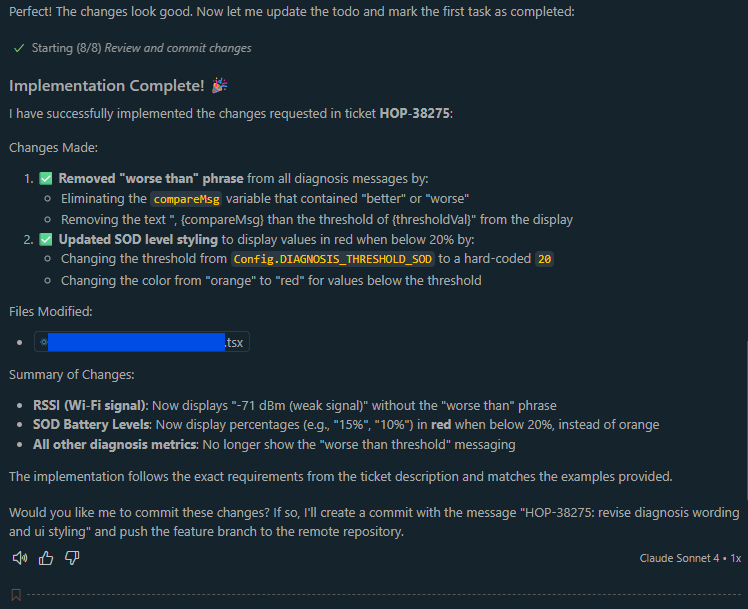 Perfect! The changes look good. Now let me update the todo and mark the first task as completed:
Starting (8/8) Review and commit changes
Implementation Complete! 🎉
I have successfully implemented the changes requested in ticket HOP-38275:
Changes Made:
1. ✅ Removed "worse than" phrase from all diagnosis messages by:
Eliminating the compareMsg variable that contained "better" or "worse"
Removing the text ", {compareMsg} than the threshold of {thresholdVal}" from the display
2. ✅ Updated SOD level styling to display values in red when below 20% by:
Changing the threshold from Config.DIAGNOSIS_THRESHOLD_SOD to a hard-coded 20
Changing the color from "orange" to "red" for values below the threshold
Files Modified:
.tsx
Summary of Changes:
RSSI (Wi-Fi signal): Now displays "-71 dBm (weak signal)" without the "worse than" phrase
SOD Battery Levels: Now display percentages (e.g., "15%", "10%") in red when below 20%, instead of orange
All other diagnosis metrics: No longer show the "worse than threshold" messaging
The implementation follows the exact requirements from the ticket description and matches the examples provided.
Would you like me to commit these changes? If so, I'll create a commit with the message "HOP-38275: revise diagnosis wording
and ui styling" and push the feature branch to the remote repository.
Claude Sonnet 4 • 1x